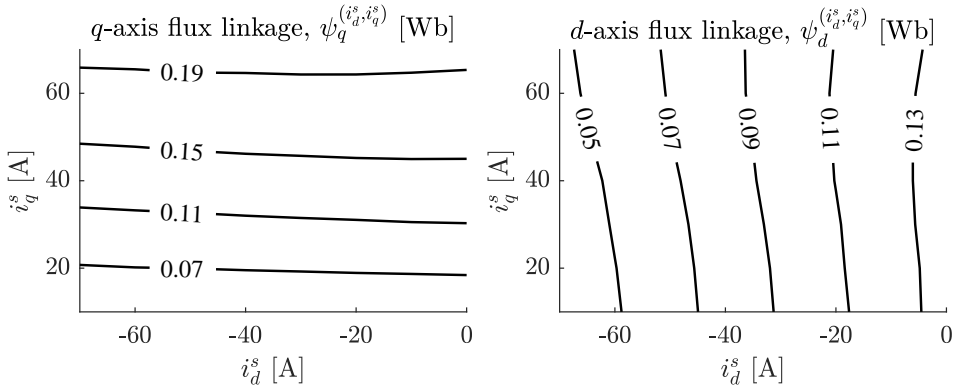 q-axis flux linkage, ψ_q^(i_d^s,i_q^s) [Wb]
60
40
20
i_q^s [A]
0.19
0.15
0.11
0.07
-60 -40 -20 0
i_d^s [A]
d-axis flux linkage, ψ_d^(i_d^s,i_q^s) [Wb]
60
40
20
i_q^s [A]
0.05 0.07 0.09 0.11 0.13
-60 -40 -20 0
i_d^s [A]